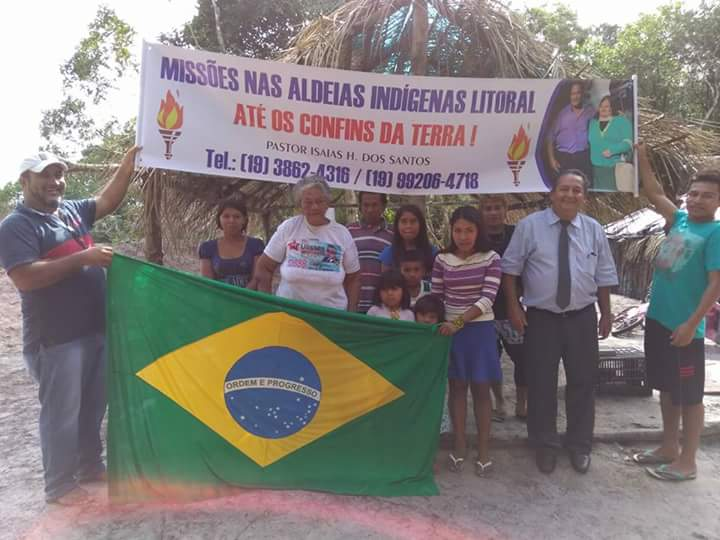 MISSÕES NAS ALDEIAS INDÍGENAS LITORAL
ATÉ OS CONFINS DA TERRA !
PASTOR ISAIAS H. DOS SANTOS
Tel.: (19) 3862-4316 / (19) 99206-4718
ORDEM E PROGRESSO